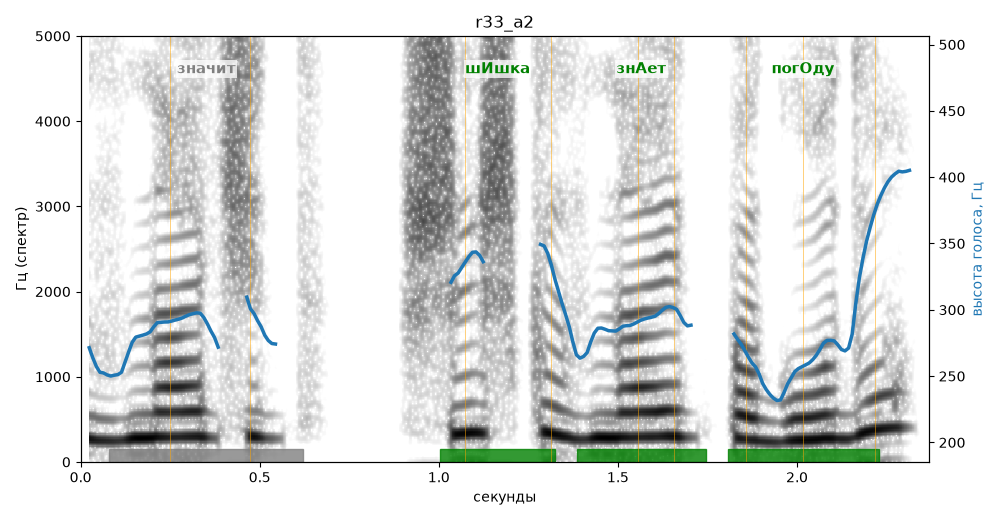 r33_a2
5000
4000
3000
2000
1000
0
Гц (спектр)
500
450
400
350
300
250
200
высота голоса, Гц
значит
шИшка
знАет
погОду
0.0
0.5
1.0
1.5
2.0
секунды